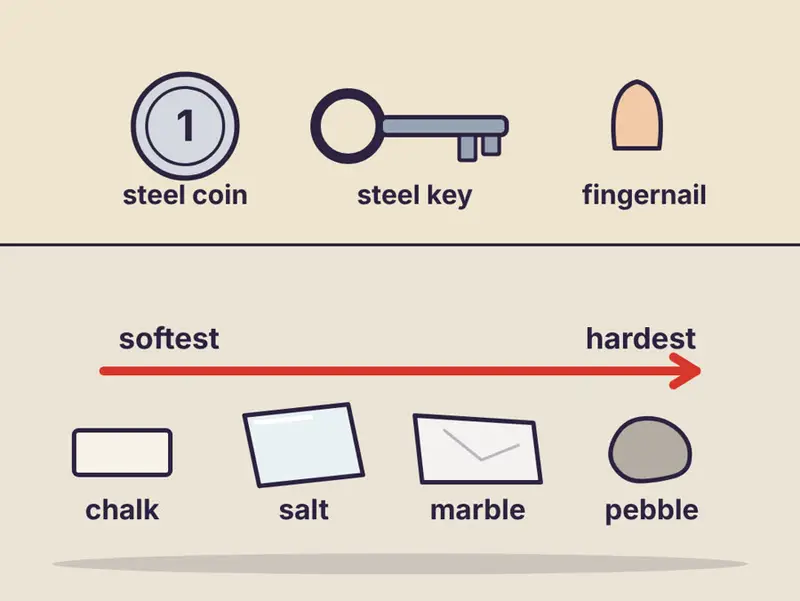 1
steel coin
steel key
fingernail
softest
hardest
chalk
salt
marble
pebble